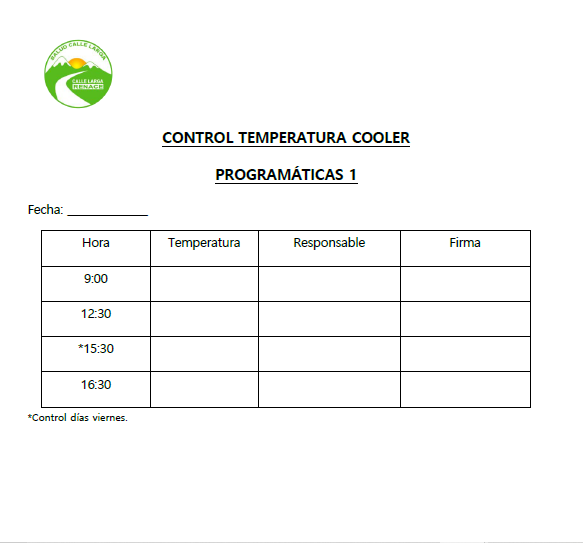 SALUD CALLE LARGA
CALLE LARGA
RENACE
CONTROL TEMPERATURA COOLER
PROGRAMÁTICAS 1
Fecha: _______________
Hora Temperatura Responsable Firma
9:00
12:30
*15:30
16:30
*Control días viernes.